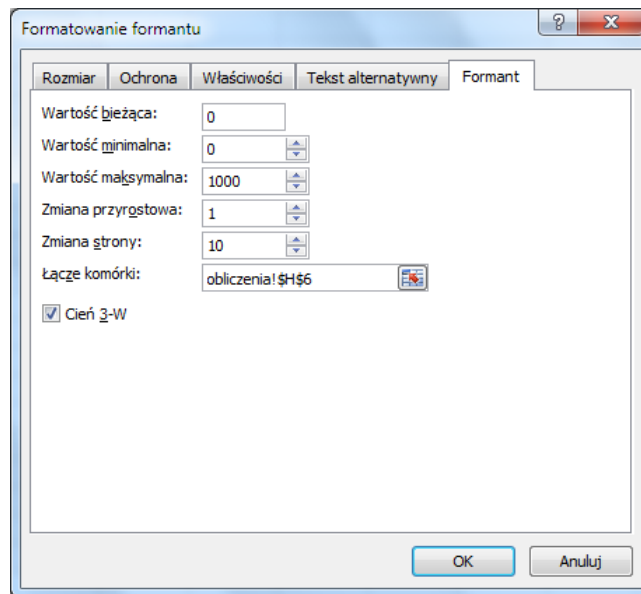 Formatowanie formantu
?
X
Rozmiar Ochrona Właściwości Tekst alternatywny Formant
Wartość bieżąca: 0
Wartość minimalna: 0
Wartość maksymalna: 1000
Zmiana przyrostowa: 1
Zmiana strony: 10
Łącze komórki: obliczenia!$H$6
Cień 3-W
OK Anuluj